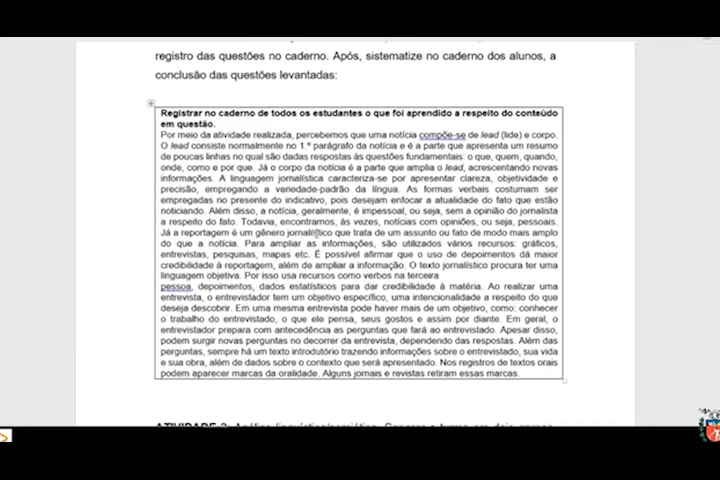 registro das questões no caderno. Após, sistematize no caderno dos alunos, a
conclusão das questões levantadas:
Registrar no caderno de todos os estudantes o que foi aprendido a respeito do conteúdo
em questão.
Por meio da atividade realizada, percebemos que uma notícia compõe-se de lead (lide) e corpo.
O lead consiste normalmente no 1.º parágrafo da notícia e é a parte que apresenta um resumo
de poucas linhas no qual são dadas respostas às questões fundamentais: o que, quem, quando,
onde, como e por que. Já o corpo da notícia é a parte que amplia o lead, acrescentando novas
informações. A linguagem jornalística caracteriza-se por apresentar clareza, objetividade e
precisão, empregando a variedade-padrão da língua. As formas verbais costumam ser
empregadas no presente do indicativo, pois desejam enfocar a atualidade do fato que estão
noticiando. Além disso, a notícia, geralmente, é impessoal, ou seja, sem a opinião do jornalista
a respeito do fato. Todavia, encontramos, às vezes, notícias com opiniões, ou seja, pessoais.
Já a reportagem é um gênero jornalístico que trata de um assunto ou fato de modo mais amplo
do que a notícia. Para ampliar as informações, são utilizados vários recursos: gráficos,
entrevistas, pesquisas, mapas etc. É possível afirmar que o uso de depoimentos dá maior
credibilidade à reportagem, além de ampliar a informação. O texto jornalístico procura ter uma
linguagem objetiva. Por isso usa recursos como verbos na terceira
pessoa, depoimentos, dados estatísticos para dar credibilidade à matéria. Ao realizar uma
entrevista, o entrevistador tem um objetivo específico, uma intencionalidade a respeito do que
deseja descobrir. Em uma mesma entrevista pode haver mais de um objetivo, como: conhecer
o trabalho do entrevistado, o que ele pensa, seus gostos e assim por diante. Em geral, o
entrevistador prepara com antecedência as perguntas que fará ao entrevistado. Apesar disso,
podem surgir novas perguntas no decorrer da entrevista, dependendo das respostas. Além das
perguntas, sempre há um texto introdutório trazendo informações sobre o entrevistado, sua vida
e sua obra, além de dados sobre o contexto que será apresentado. Nos registros de textos orais
podem aparecer marcas da oralidade. Alguns jornais e revistas retiram essas marcas.